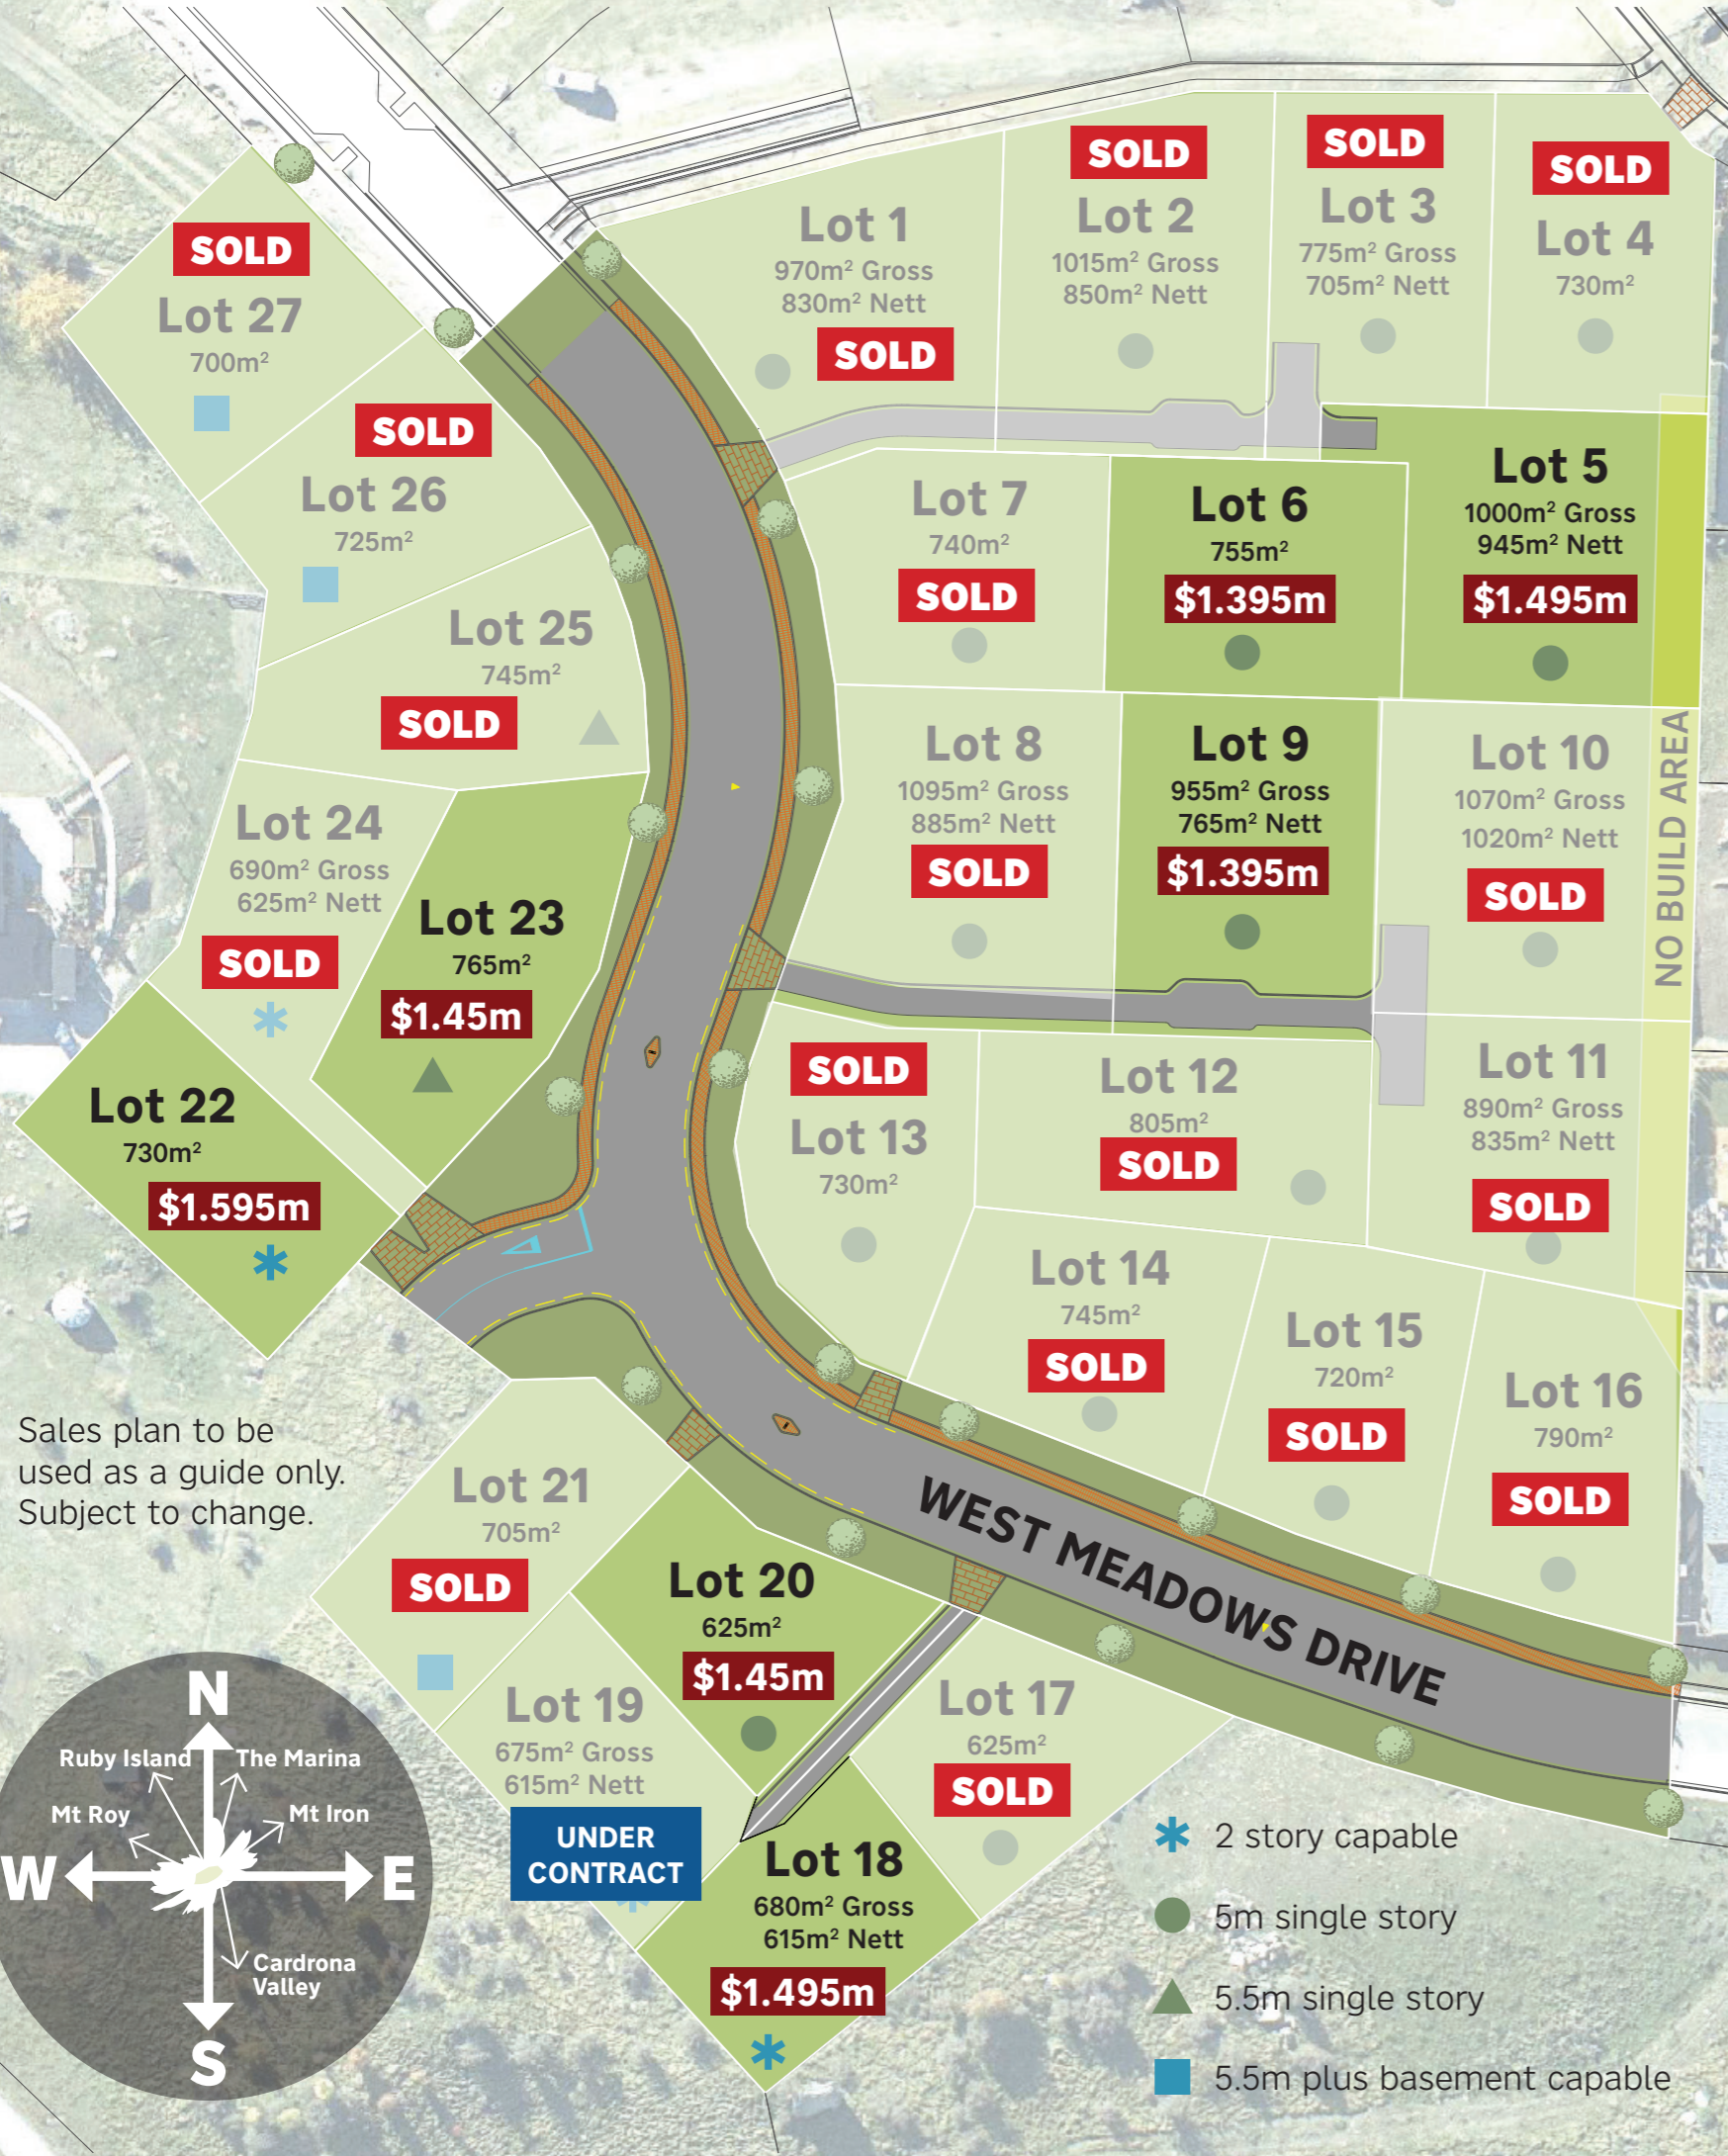 SOLD
Lot 27
700m²
SOLD
Lot 26
725m²
Lot 25
745m²
SOLD
Lot 24
690m² Gross
625m² Nett
SOLD
Lot 23
765m²
$1.45m
Lot 22
730m²
$1.595m
Lot 1
970m² Gross
830m² Nett
SOLD
SOLD
Lot 2
1015m² Gross
850m² Nett
SOLD
Lot 3
775m² Gross
705m² Nett
SOLD
Lot 4
730m²
Lot 7
740m²
SOLD
Lot 6
755m²
$1.395m
Lot 5
1000m² Gross
945m² Nett
$1.495m
Lot 8
1095m² Gross
885m² Nett
SOLD
Lot 9
955m² Gross
765m² Nett
$1.395m
Lot 10
1070m² Gross
1020m² Nett
SOLD
NO BUILD AREA
SOLD
Lot 13
730m²
Lot 12
805m²
SOLD
Lot 11
890m² Gross
835m² Nett
SOLD
Lot 14
745m²
SOLD
Lot 15
720m²
SOLD
Lot 16
790m²
SOLD
WEST MEADOWS DRIVE
Sales plan to be
used as a guide only.
Subject to change.
Lot 21
705m²
SOLD
Lot 20
625m²
$1.45m
Lot 19
675m² Gross
615m² Nett
UNDER
CONTRACT
Lot 17
625m²
SOLD
Lot 18
680m² Gross
615m² Nett
$1.495m
N
Ruby Island
The Marina
Mt Roy
Mt Iron
W
E
Cardrona
Valley
S
2 story capable
5m single story
5.5m single story
5.5m plus basement capable